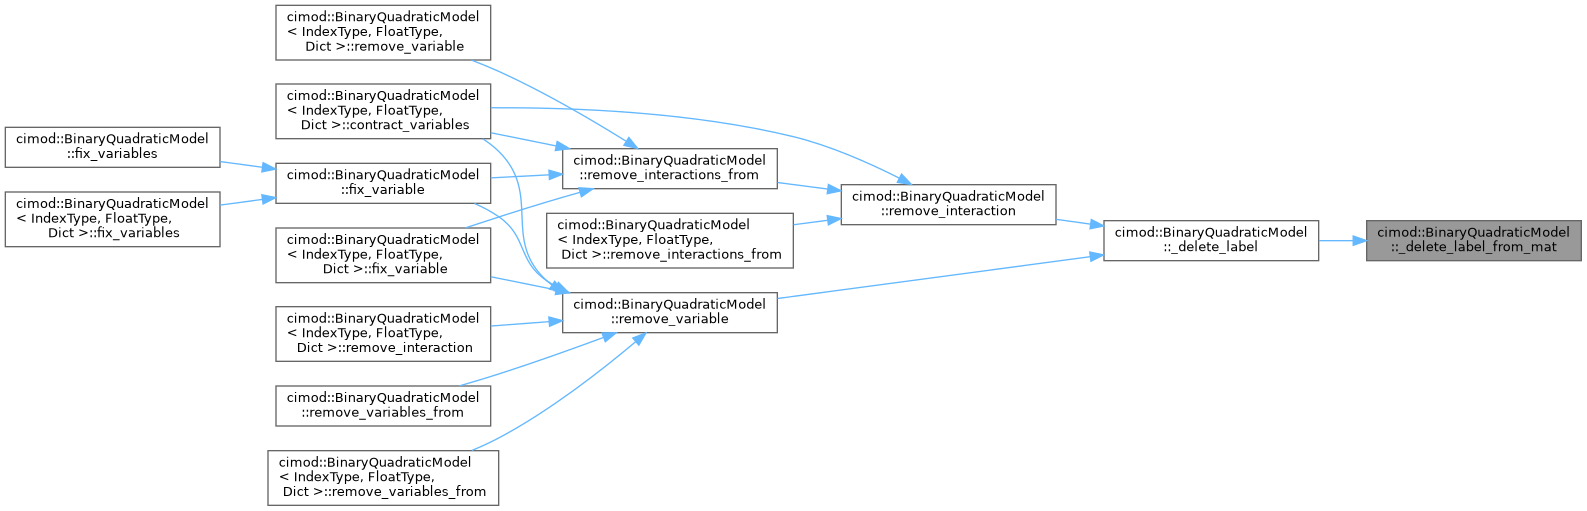 cimod::BinaryQuadraticModel
< IndexType, FloatType,
Dict >::remove_variable
cimod::BinaryQuadraticModel
< IndexType, FloatType,
Dict >::contract_variables
cimod::BinaryQuadraticModel
::fix_variables
cimod::BinaryQuadraticModel
< IndexType, FloatType,
Dict >::fix_variables
cimod::BinaryQuadraticModel
::fix_variable
cimod::BinaryQuadraticModel
< IndexType, FloatType,
Dict >::fix_variable
cimod::BinaryQuadraticModel
< IndexType, FloatType,
Dict >::remove_interaction
cimod::BinaryQuadraticModel
::remove_variables_from
cimod::BinaryQuadraticModel
< IndexType, FloatType,
Dict >::remove_variables_from
cimod::BinaryQuadraticModel
::remove_interactions_from
cimod::BinaryQuadraticModel
< IndexType, FloatType,
Dict >::remove_interactions_from
cimod::BinaryQuadraticModel
::remove_variable
cimod::BinaryQuadraticModel
::remove_interaction
cimod::BinaryQuadraticModel
::_delete_label
cimod::BinaryQuadraticModel
::_delete_label_from_mat